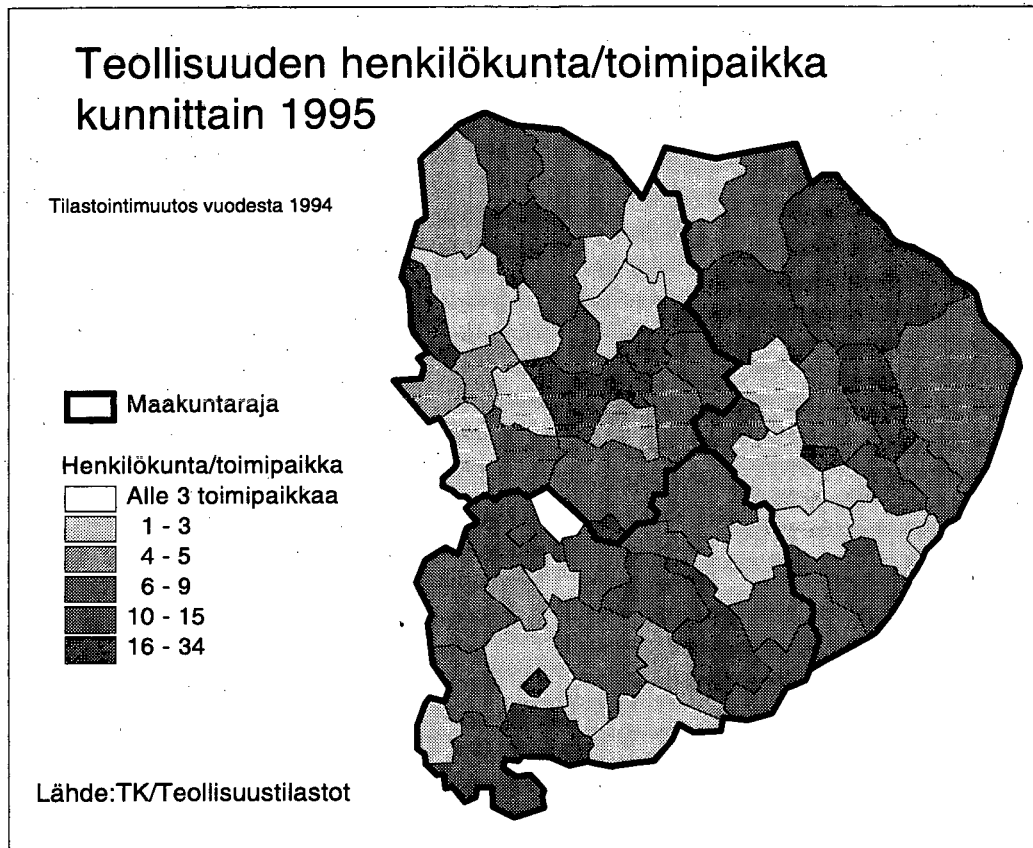 Teollisuuden henkilökunta/toimipaikka
kunnittain 1995
Tilastointimuutos vuodesta 1994
Maakuntaraja
Henkilökunta/toimipaikka
Alle 3 toimipaikkaa
1 - 3
4 - 5
6 - 9
10 - 15
16 - 34
Lähde:TK/Teollisuustilastot